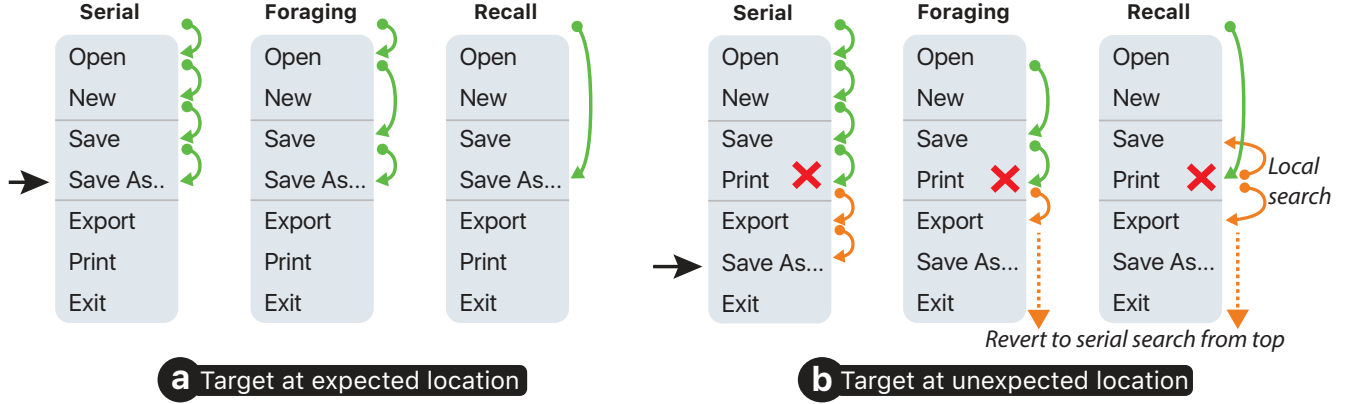 Serial
Open
New
Save
Save As..
Export
Print
Exit
Foraging
Open
New
Save
Save As...
Export
Print
Exit
Recall
Open
New
Save
Save As...
Export
Print
Exit
a Target at expected location
Serial
Open
New
Save
Print
Export
Save As...
Exit
Foraging
Open
New
Save
Print
Export
Save As...
Exit
Recall
Open
New
Save
Print
Export
Save As...
Exit
Local
search
Revert to serial search from top
b Target at unexpected location